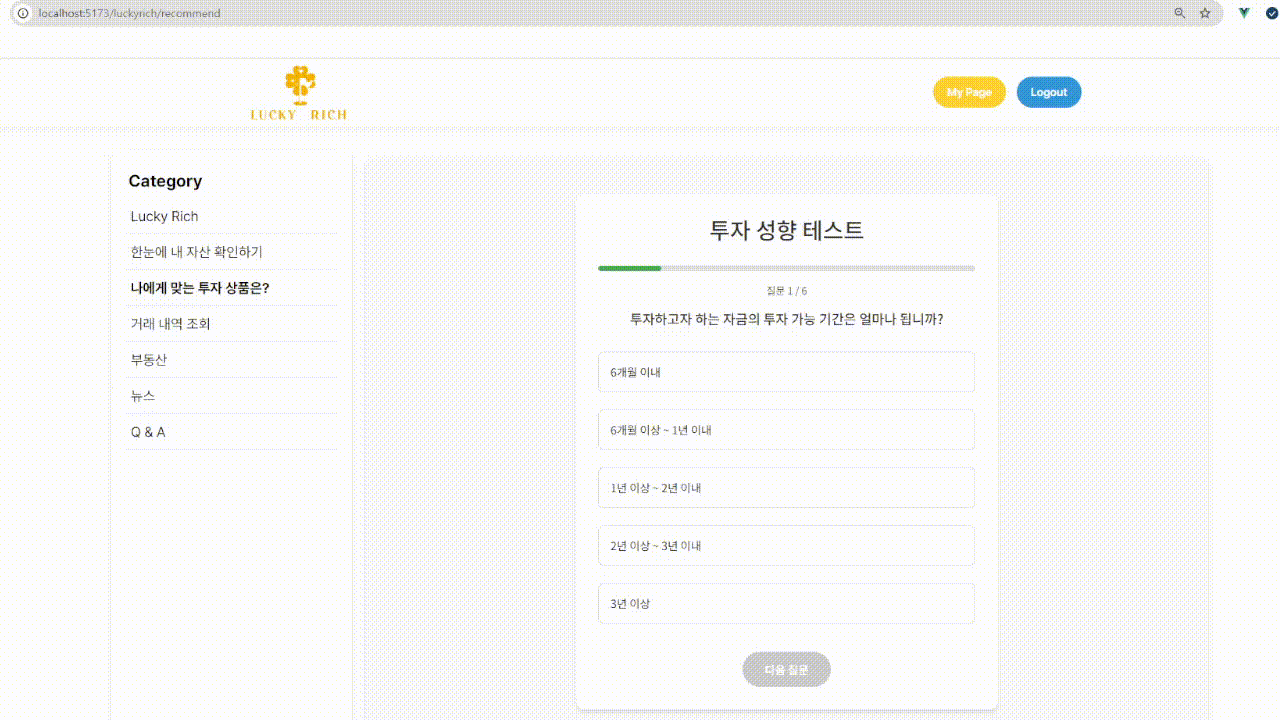 localhost:5173/luckyrich/recommend
LUCKY RICH
My Page
Logout
Category
Lucky Rich
한눈에 내 자산 확인하기
나에게 맞는 투자 상품은?
거래 내역 조회
부동산
뉴스
Q & A
투자 성향 테스트
질문 1 / 6
투자하고자 하는 자금의 투자 가능 기간은 얼마나 됩니까?
6개월 이내
6개월 이상 ~ 1년 이내
1년 이상 ~ 2년 이내
2년 이상 ~ 3년 이내
3년 이상
다음 질문